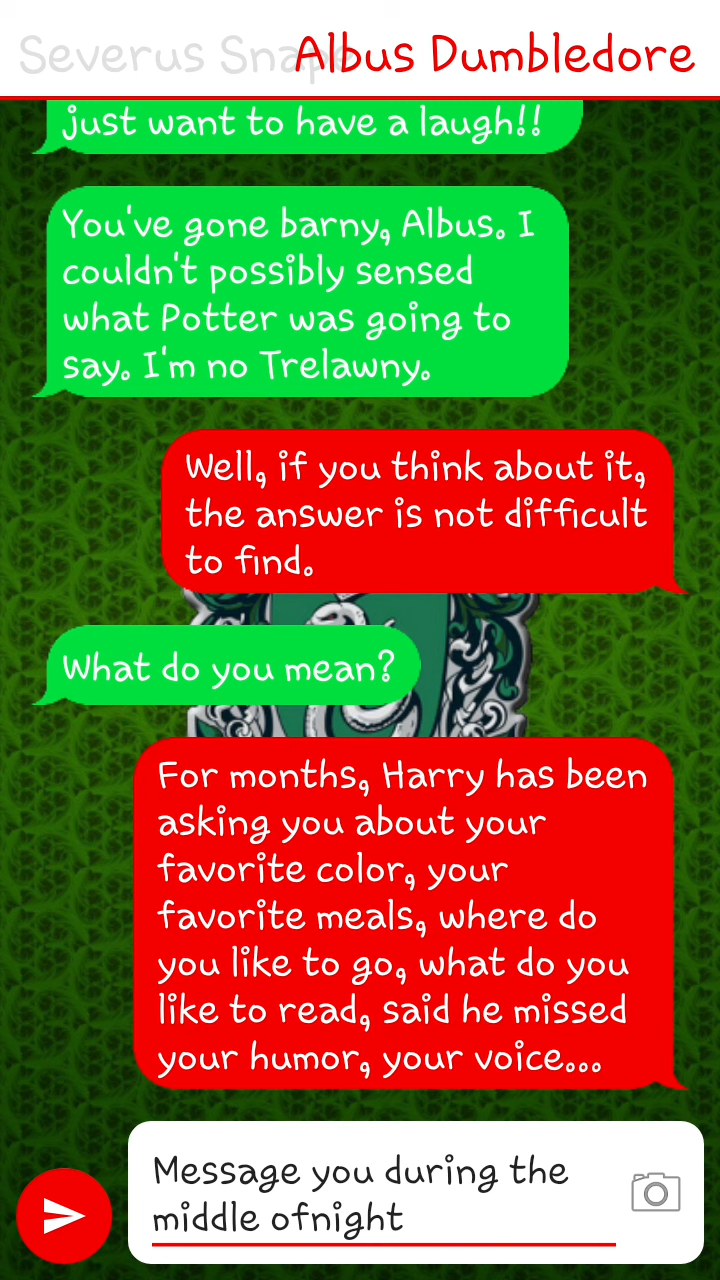 Severus Snape
Albus Dumbledore
just want to have a laugh!!
You've gone barny, Albus. I
couldn't possibly sensed
what Potter was going to
say. I'm no Trelawny.
Well, if you think about it,
the answer is not difficult
to find.
What do you mean?
For months, Harry has been
asking you about your
favorite color, your
favorite meals, where do
you like to go, what do you
like to read, said he missed
your humor, your voice...
Message you during the
middle ofnight